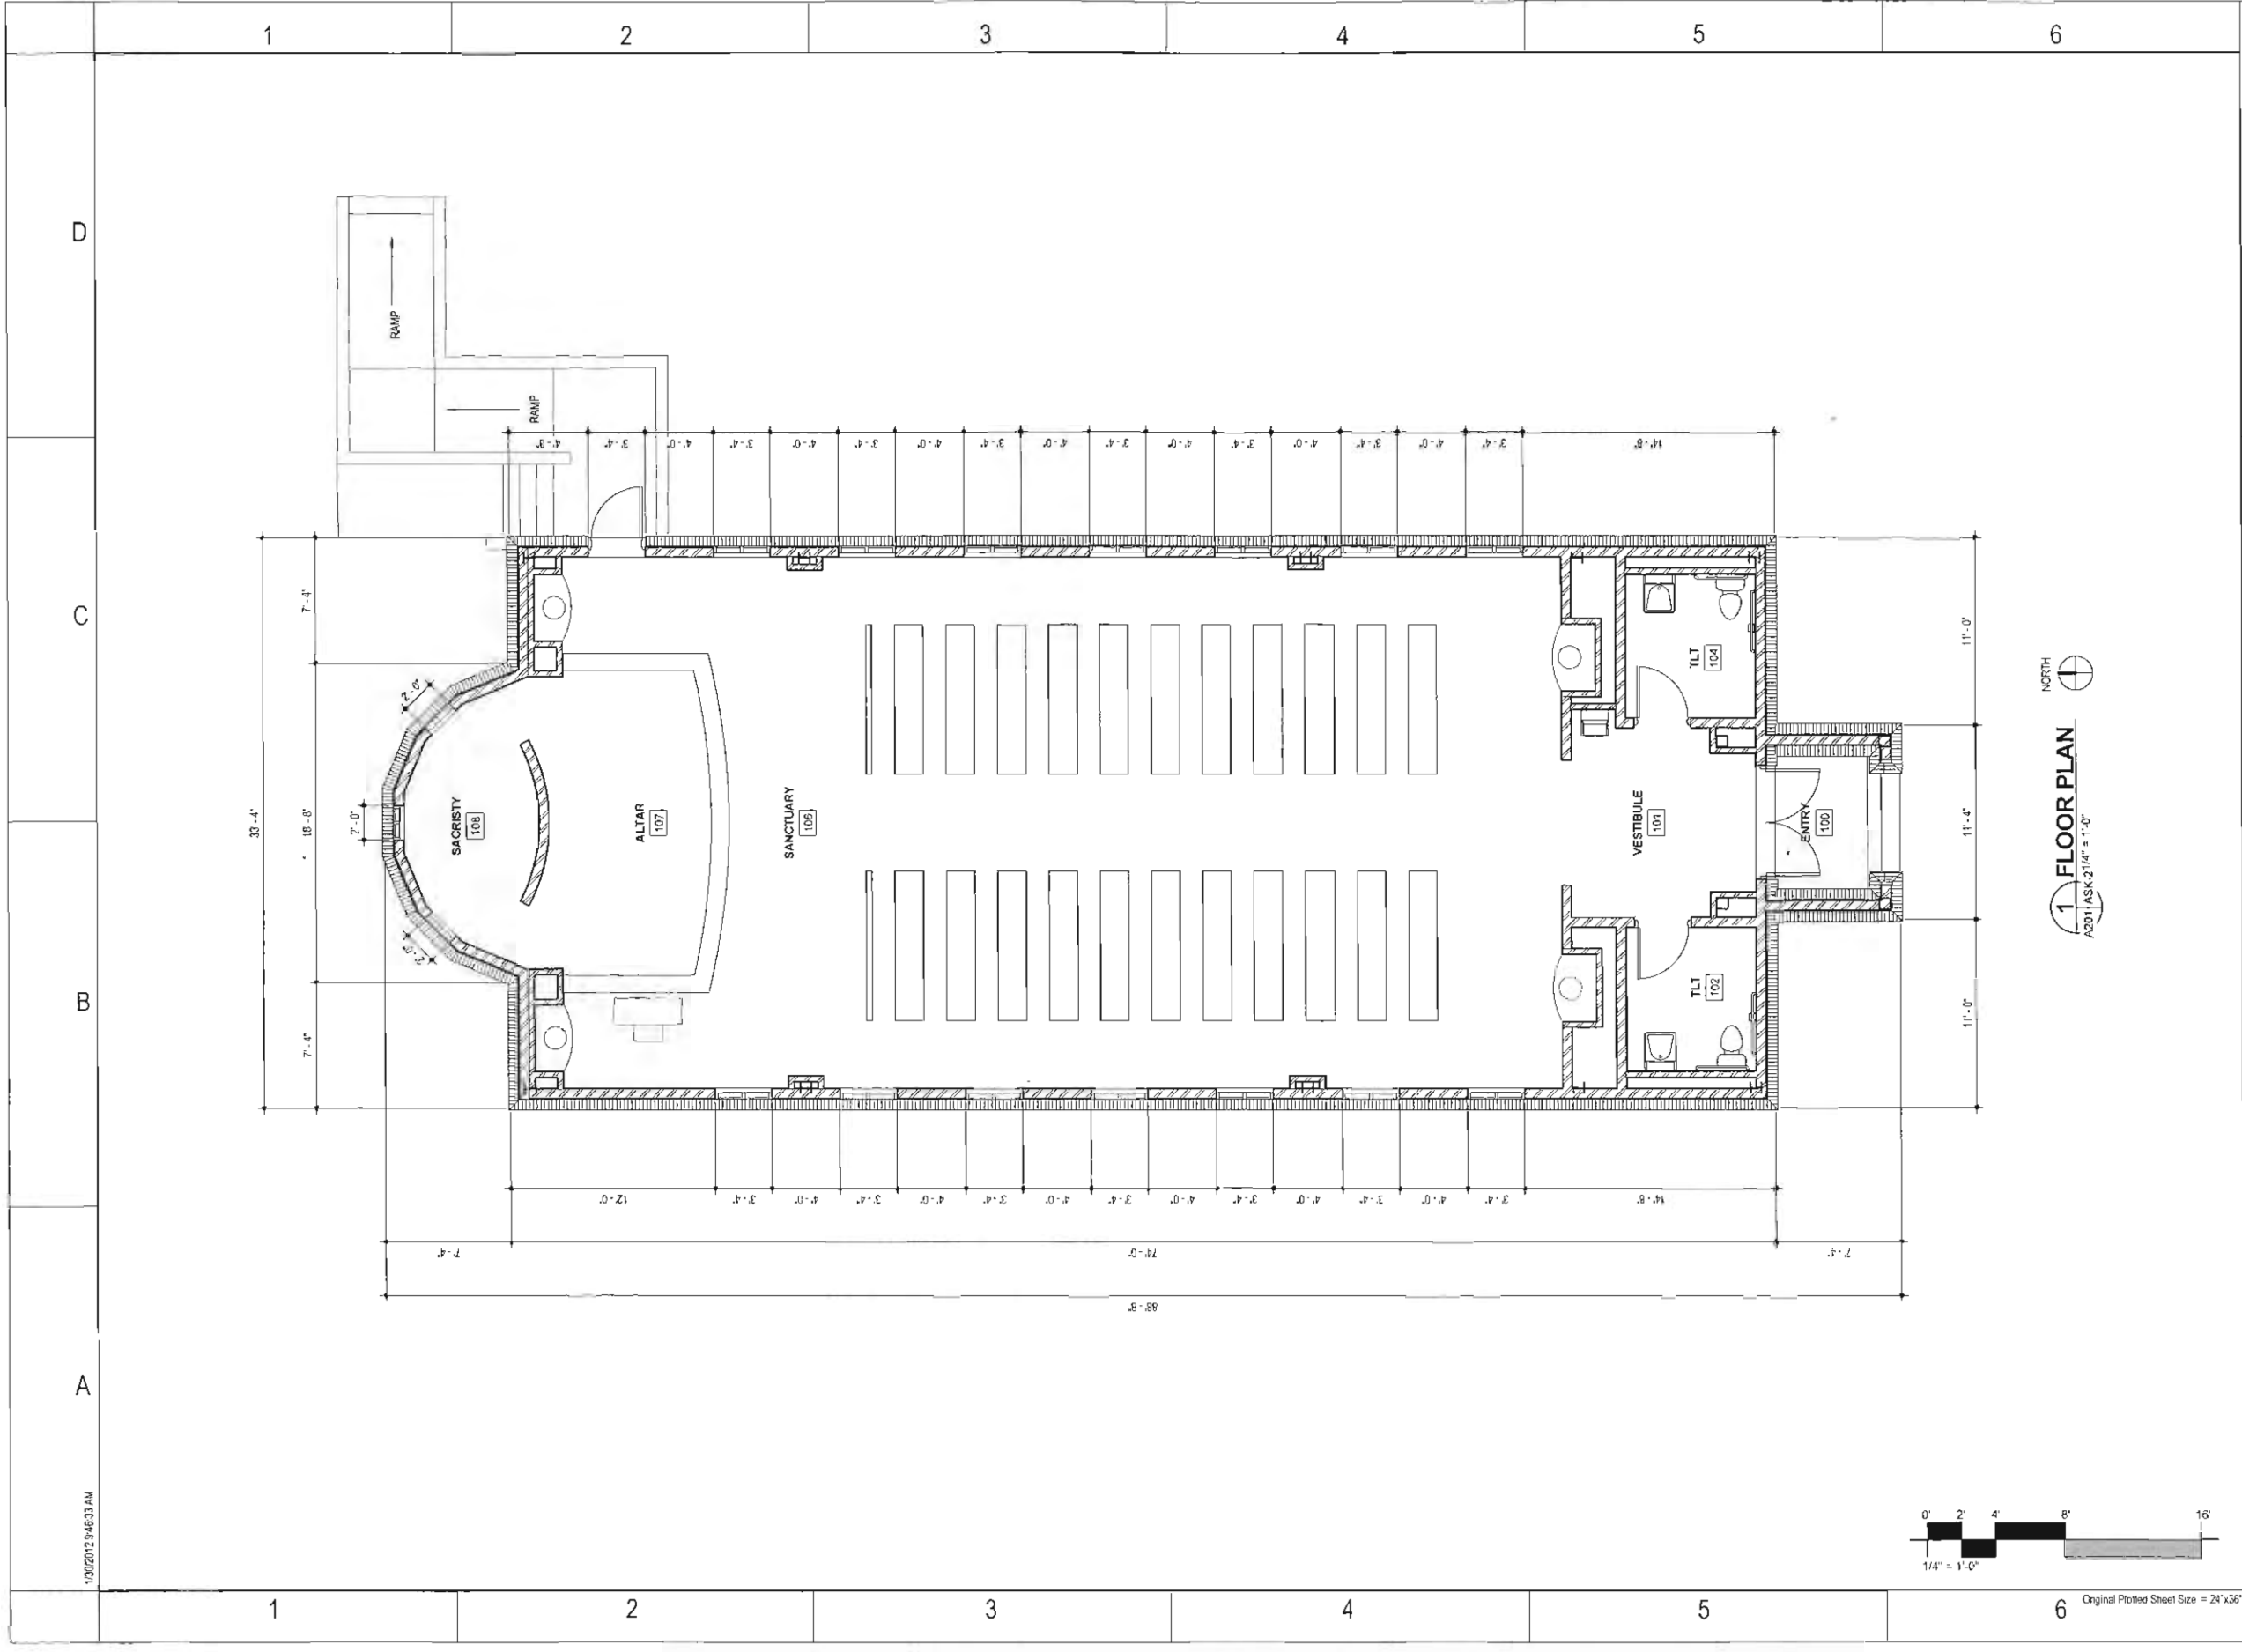 1 2 3 4 5 6
D
C
B
A
RAMP
RAMP
4'-8" 3'-4" 4'-0" 3'-4" 4'-0" 3'-4" 4'-0" 3'-4" 4'-0" 3'-4" 4'-0" 3'-4" 4'-0" 3'-4" 4'-0" 3'-4" 14'-8"
33'-4"
7'-4"
18'-8"
7'-4"
2'-0"
2'-0"
2'-0"
SACRISTY
108
ALTAR
107
SANCTUARY
106
VESTIBULE
101
ENTRY
100
TLT
104
TLT
102
11'-0"
11'-4"
11'-0"
12'-0" 3'-4" 4'-0" 3'-4" 4'-0" 3'-4" 4'-0" 3'-4" 4'-0" 3'-4" 4'-0" 3'-4" 4'-0" 3'-4" 14'-8"
7'-4" 74'-0" 7'-4"
88'-8"
NORTH
1 FLOOR PLAN
A201 ASK-2 1/4" = 1'-0"
0' 2' 4' 8' 16'
1/4" = 1'-0"
1/30/2012 9:46:33 AM
1 2 3 4 5 6
Original Plotted Sheet Size = 24"x36"